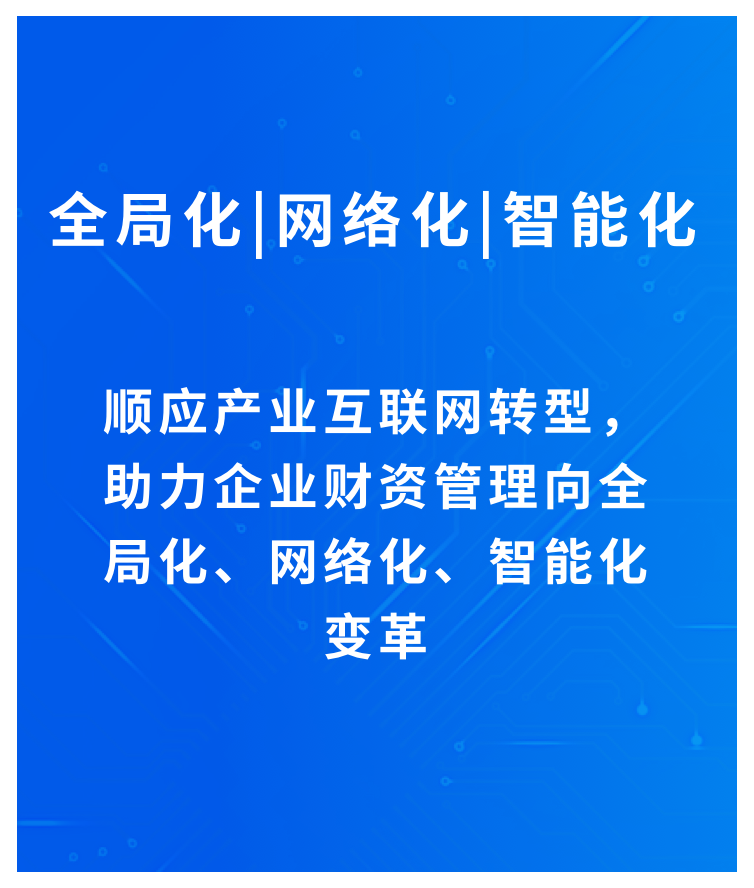 全局化|网络化|智能化
顺应产业互联网转型，
助力企业财资管理向全
局化、网络化、智能化
变革